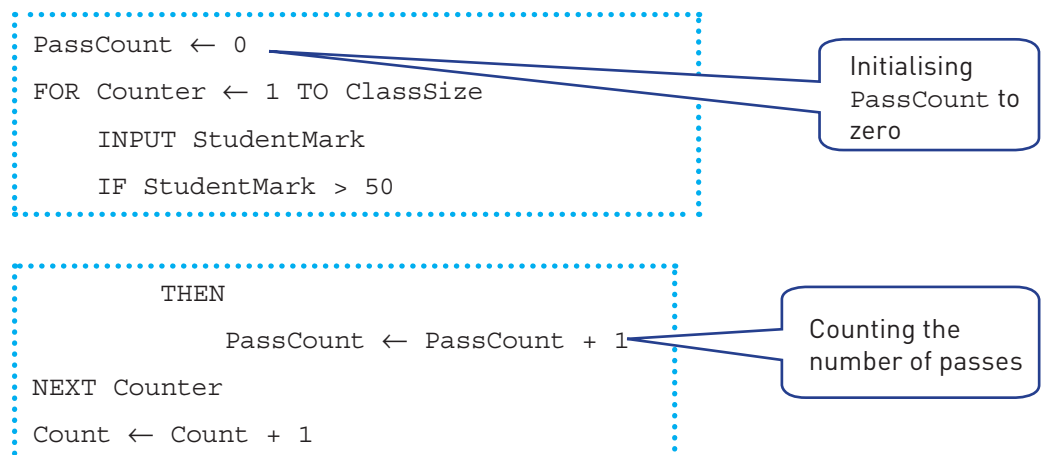 PassCount ← 0
FOR Counter ← 1 TO ClassSize
INPUT StudentMark
IF StudentMark > 50
Initialising
PassCount to
zero
THEN
PassCount ← PassCount + 1
NEXT Counter
Count ← Count + 1
Counting the
number of passes